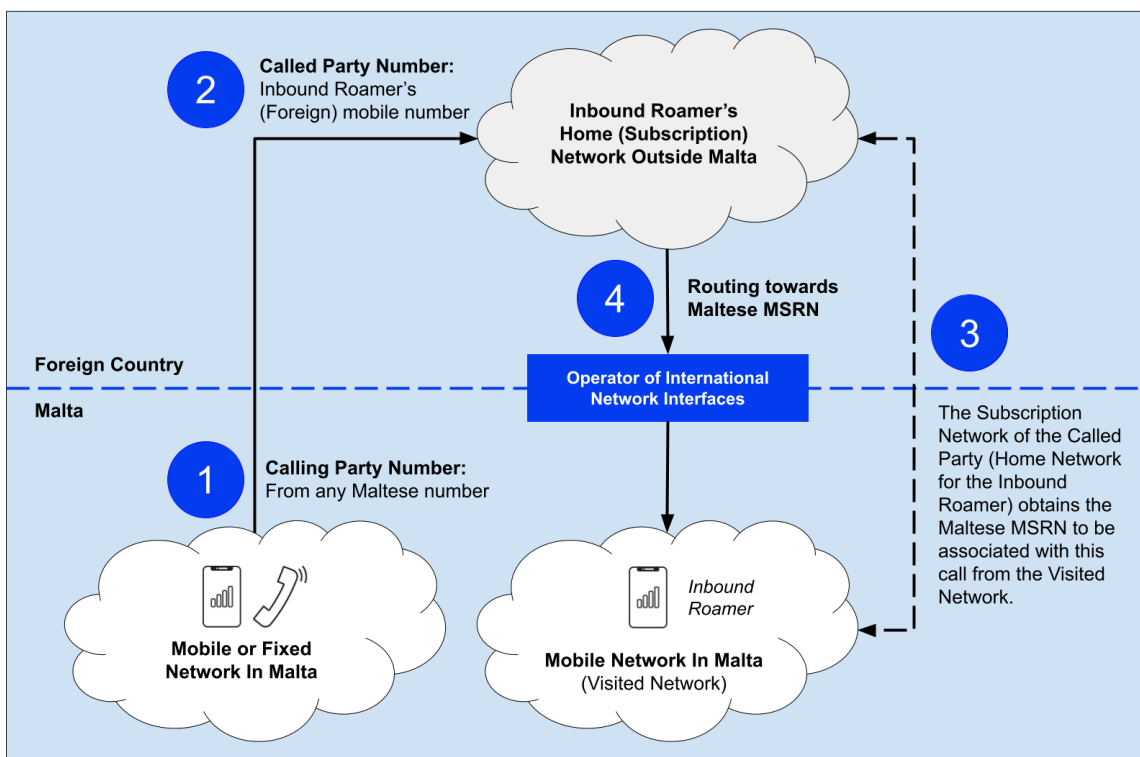 2
Called Party Number:
Inbound Roamer's
(Foreign) mobile number
Inbound Roamer's
Home (Subscription)
Network Outside Malta
4
Routing towards
Maltese MSRN
3
Foreign Country
Operator of International
Network Interfaces
Malta
The Subscription
Network of the Called
Party (Home Network
for the Inbound
Roamer) obtains the
Maltese MSRN to be
associated with this
call from the Visited
Network.
1
Calling Party Number:
From any Maltese number
Mobile or Fixed
Network In Malta
Inbound
Roamer
Mobile Network In Malta
(Visited Network)